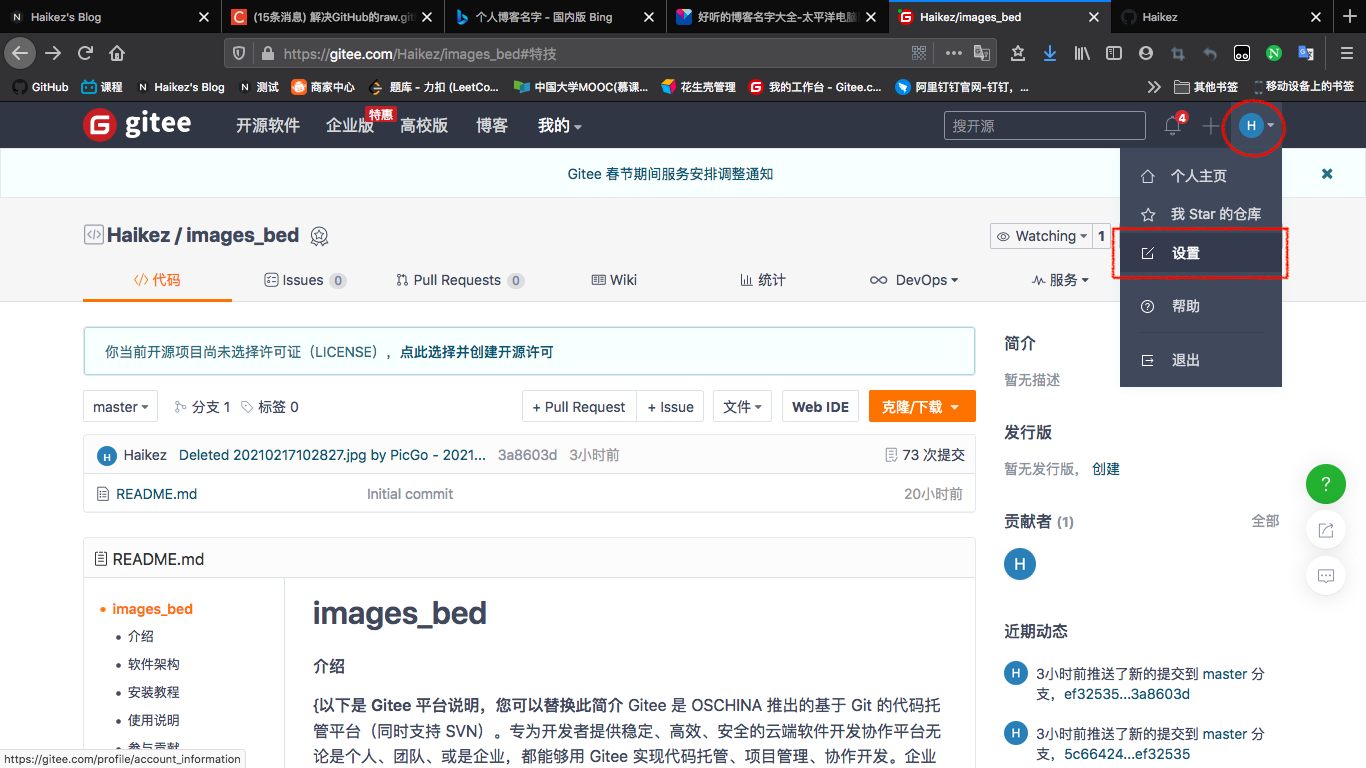 Haikez's Blog
(15条消息) 解决GitHub的raw.git
个人博客名字 - 国内版 Bing
好听的博客名字大全-太平洋电脑
Haikez/images_bed
Haikez
https://gitee.com/Haikez/images_bed#特技
GitHub 课程 Haikez's Blog 测试 商家中心 题库 - 力扣 (LeetCo... 中国大学MOOC(慕课... 花生壳管理 我的工作台 - Gitee.c... 阿里钉钉官网-钉钉，... 其他书签 移动设备上的书签
gitee 开源软件 企业版 特惠 高校版 博客 我的 搜开源 4 H
Gitee 春节期间服务安排调整通知
个人主页
我 Star 的仓库
设置
帮助
退出
Haikez / images_bed
Watching 1
代码 Issues 0 Pull Requests 0 Wiki 统计 DevOps 服务
你当前开源项目尚未选择许可证（LICENSE），点此选择并创建开源许可
master 分支 1 标签 0 + Pull Request + Issue 文件 Web IDE 克隆/下载
H Haikez Deleted 20210217102827.jpg by PicGo - 2021... 3a8603d 3小时前 73 次提交
README.md Initial commit 20小时前
README.md
images_bed
介绍
软件架构
安装教程
使用说明
参与贡献
images_bed
介绍
{以下是 Gitee 平台说明，您可以替换此简介 Gitee 是 OSCHINA 推出的基于 Git 的代码托
管平台（同时支持 SVN）。专为开发者提供稳定、高效、安全的云端软件开发协作平台无
论是个人、团队、或是企业，都能够用 Gitee 实现代码托管、项目管理、协作开发。企业
简介
暂无描述
发行版
暂无发行版，创建
贡献者 (1) 全部
H
近期动态
H 3小时前推送了新的提交到 master 分
支，ef32535...3a8603d
H 3小时前推送了新的提交到 master 分
支，5c66424...ef32535
?
https://gitee.com/profile/account_information